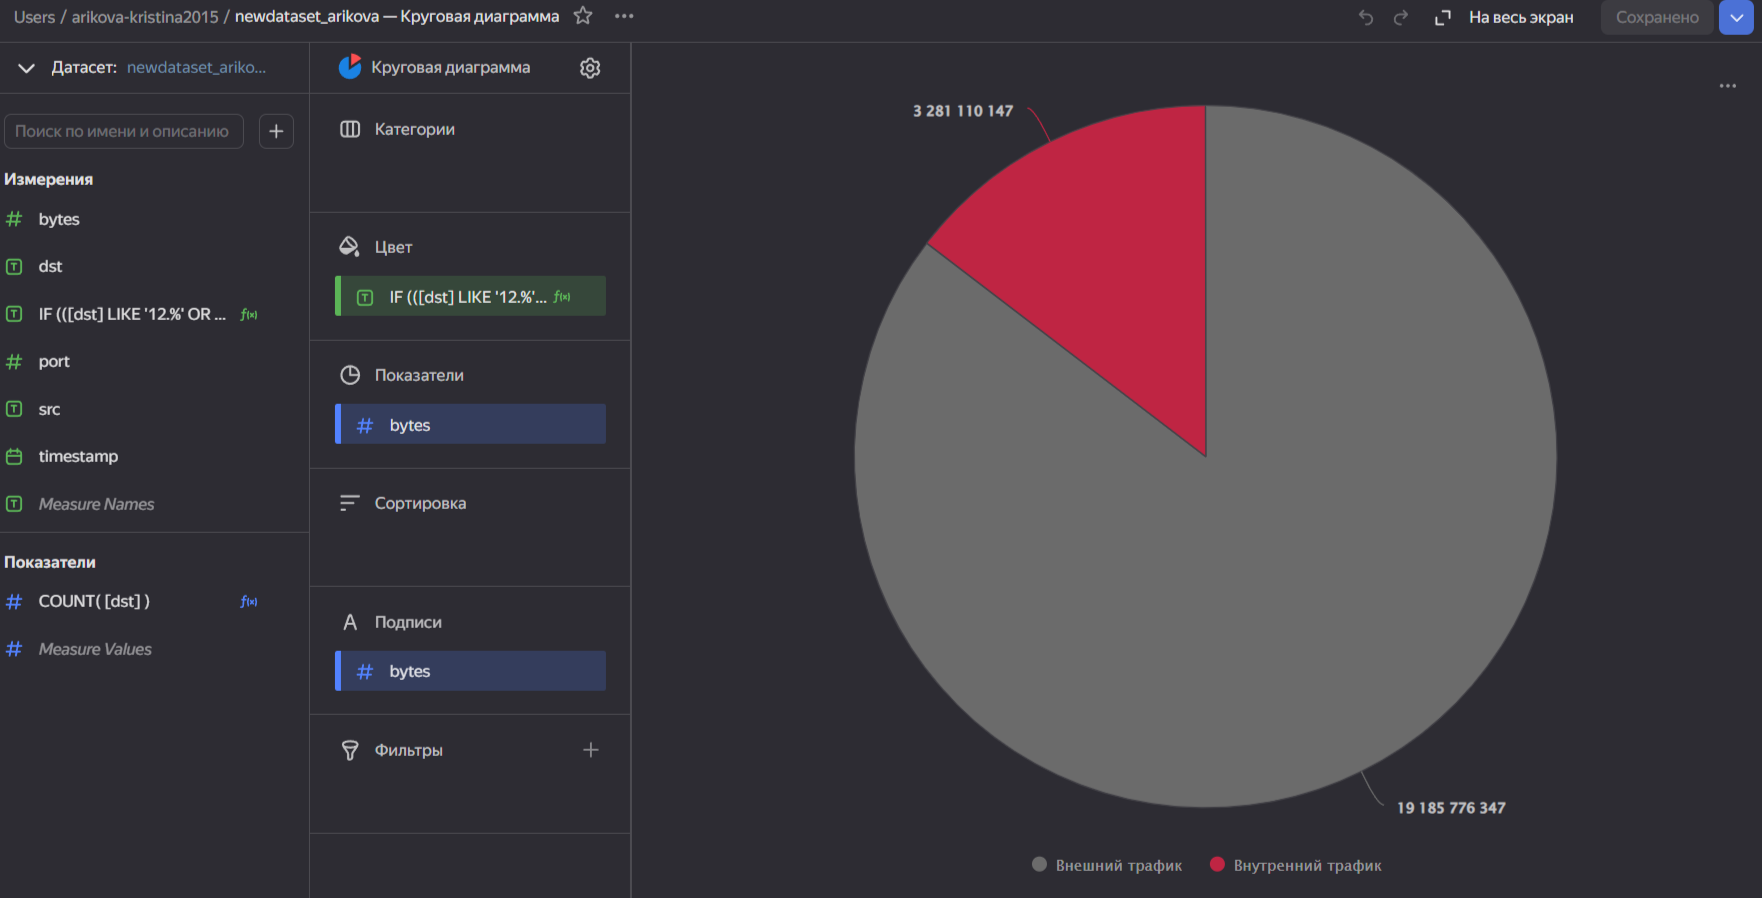 Users / arikova-kristina2015 / newdataset_arikova — Круговая диаграмма
На весь экран
Сохранено
Датасет: newdataset_ariko...
Поиск по имени и описанию
Измерения
bytes
dst
IF (([dst] LIKE '12.%' OR ... f(x)
port
src
timestamp
Measure Names
Показатели
COUNT( [dst] ) f(x)
Measure Values
Круговая диаграмма
Категории
Цвет
IF (([dst] LIKE '12.%'... f(x)
Показатели
bytes
Сортировка
Подписи
bytes
Фильтры
3 281 110 147
19 185 776 347
Внешний трафик
Внутренний трафик